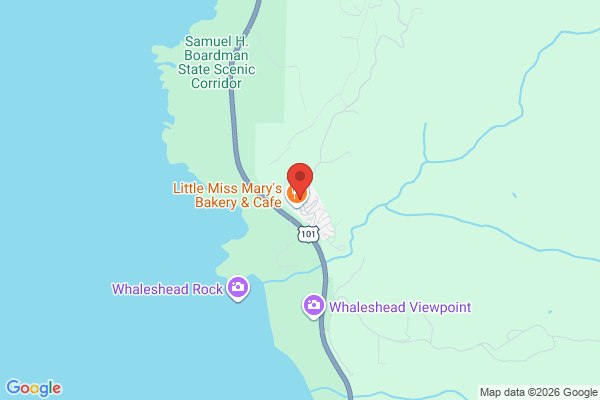 Samuel H.
Boardman
State Scenic
Corridor
Little Miss Mary's
Bakery & Cafe
101
Whaleshead Rock
Whaleshead Viewpoint
Google
Map data ©2026 Google